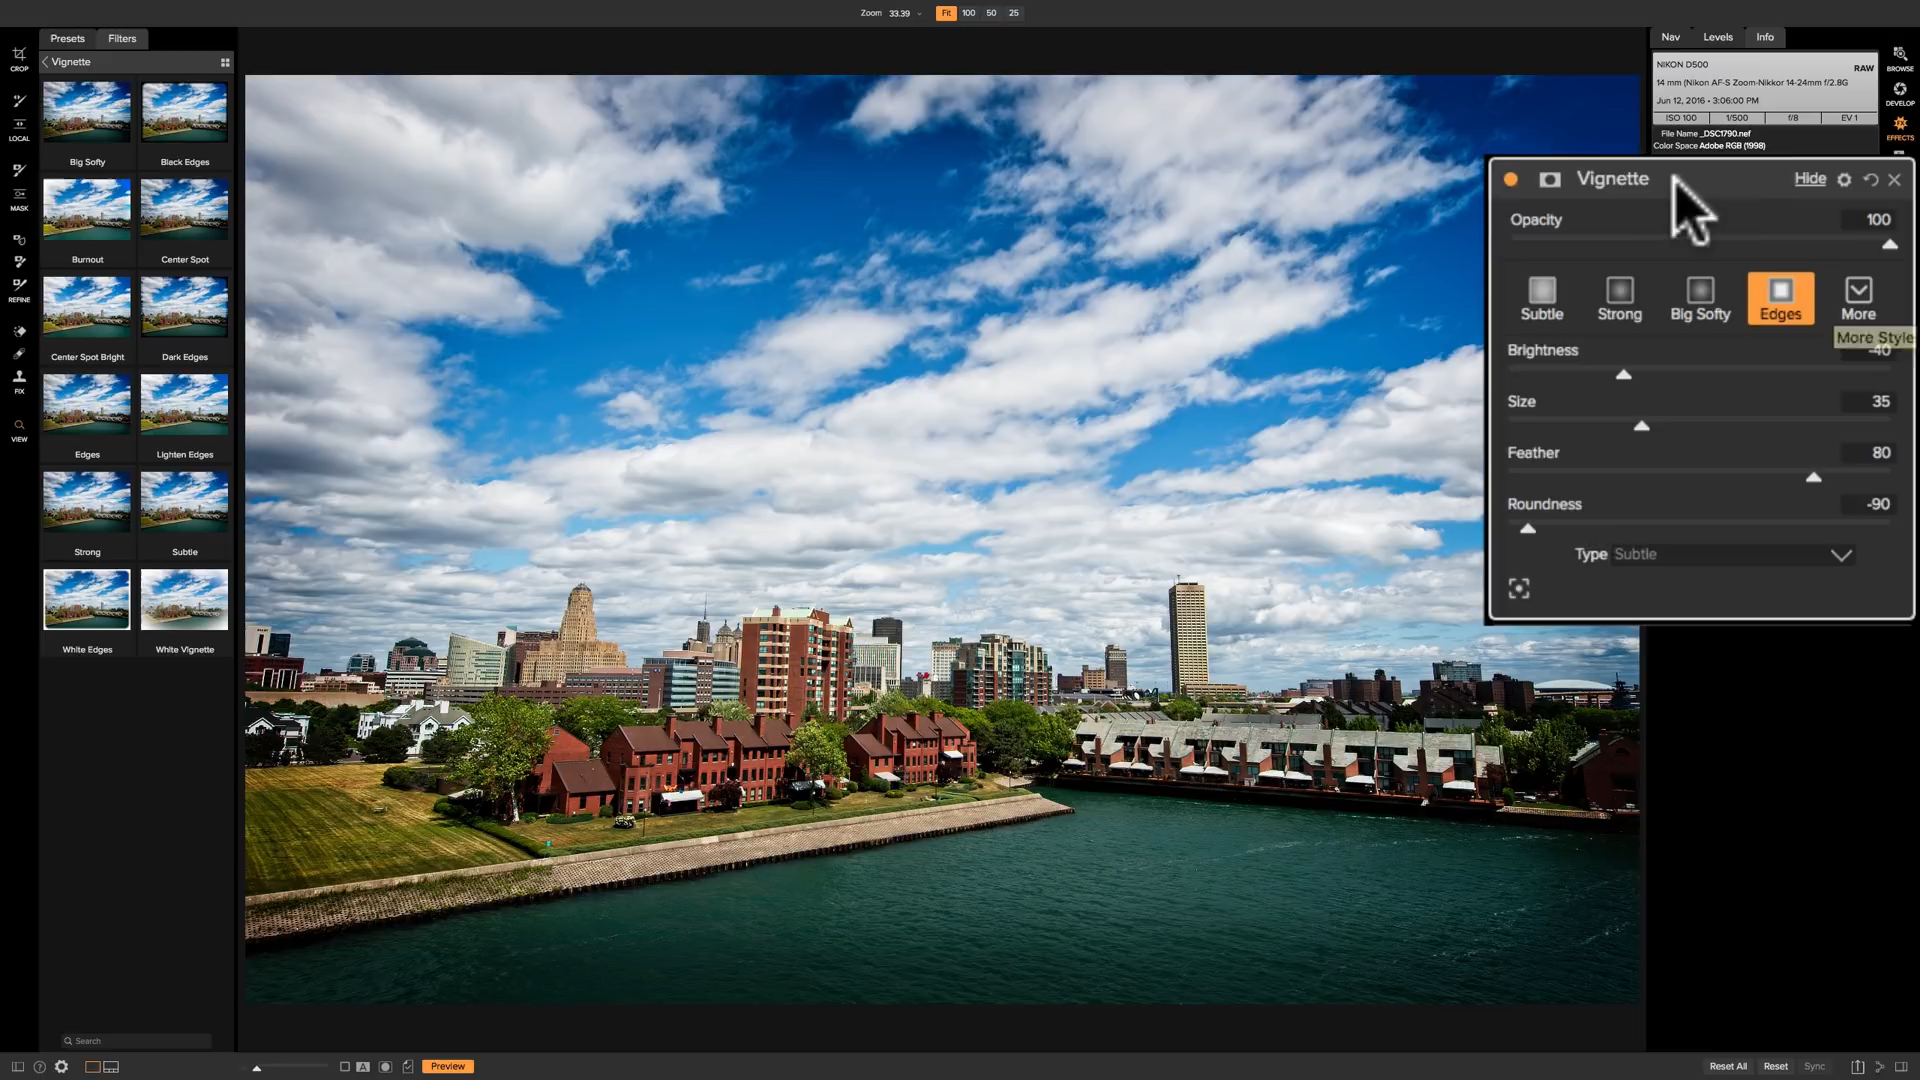 Zoom 33.39 Fit 100 50 25
Presets Filters
Vignette
Big Softy Black Edges
Burnout Center Spot
Center Spot Bright Dark Edges
Edges Lighten Edges
Strong Subtle
White Edges White Vignette
Search
CROP
LOCAL
MASK
REFINE
FIX
VIEW
Nav Levels Info
NIKON D500 RAW
14 mm (Nikon AF-S Zoom-Nikkor 14-24mm f/2.8G
Jun 12, 2016 • 3:06:00 PM
ISO 100 1/500 f/8 EV 1
File Name _DSC1790.nef
Color Space Adobe RGB (1998)
BROWSE
DEVELOP
EFFECTS
Vignette Hide
Opacity 100
Subtle Strong Big Softy Edges More
More Style
Brightness -40
Size 35
Feather 80
Roundness -90
Type Subtle
A Preview
Reset All Reset Sync